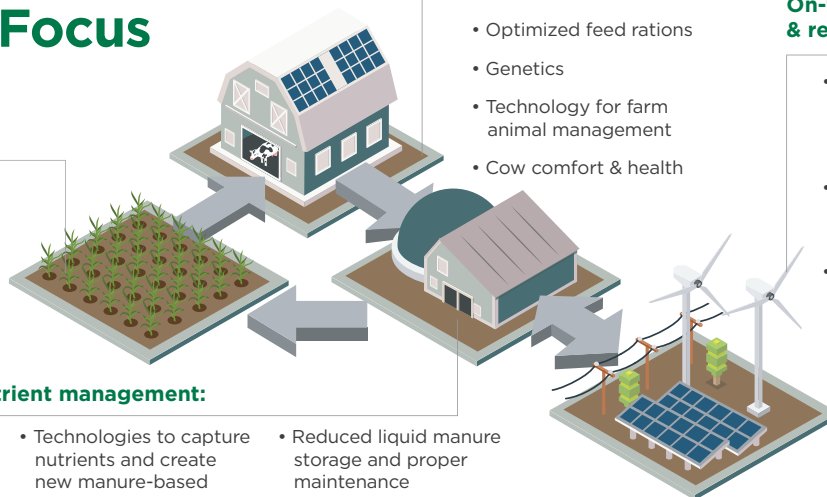 Focus
• Optimized feed rations
• Genetics
• Technology for farm
animal management
• Cow comfort & health
On-
& re
•
•
•
trient management:
• Technologies to capture
nutrients and create
new manure-based
• Reduced liquid manure
storage and proper
maintenance